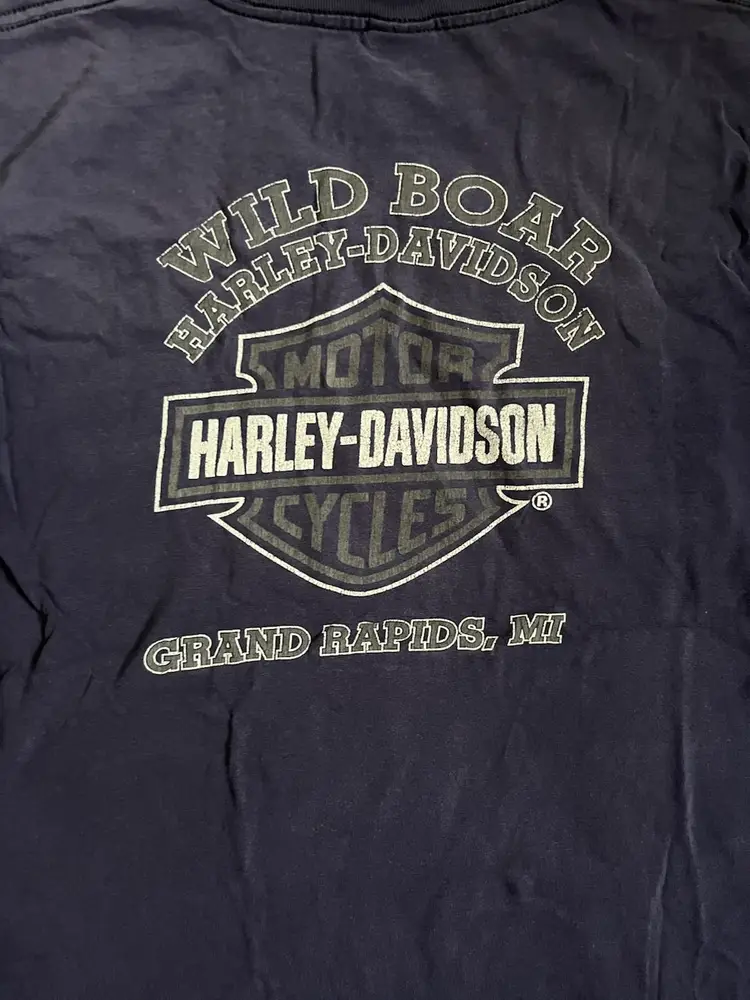 WILD BOAR
HARLEY-DAVIDSON
MOTOR
HARLEY-DAVIDSON
CYCLES
®
GRAND RAPIDS, MI